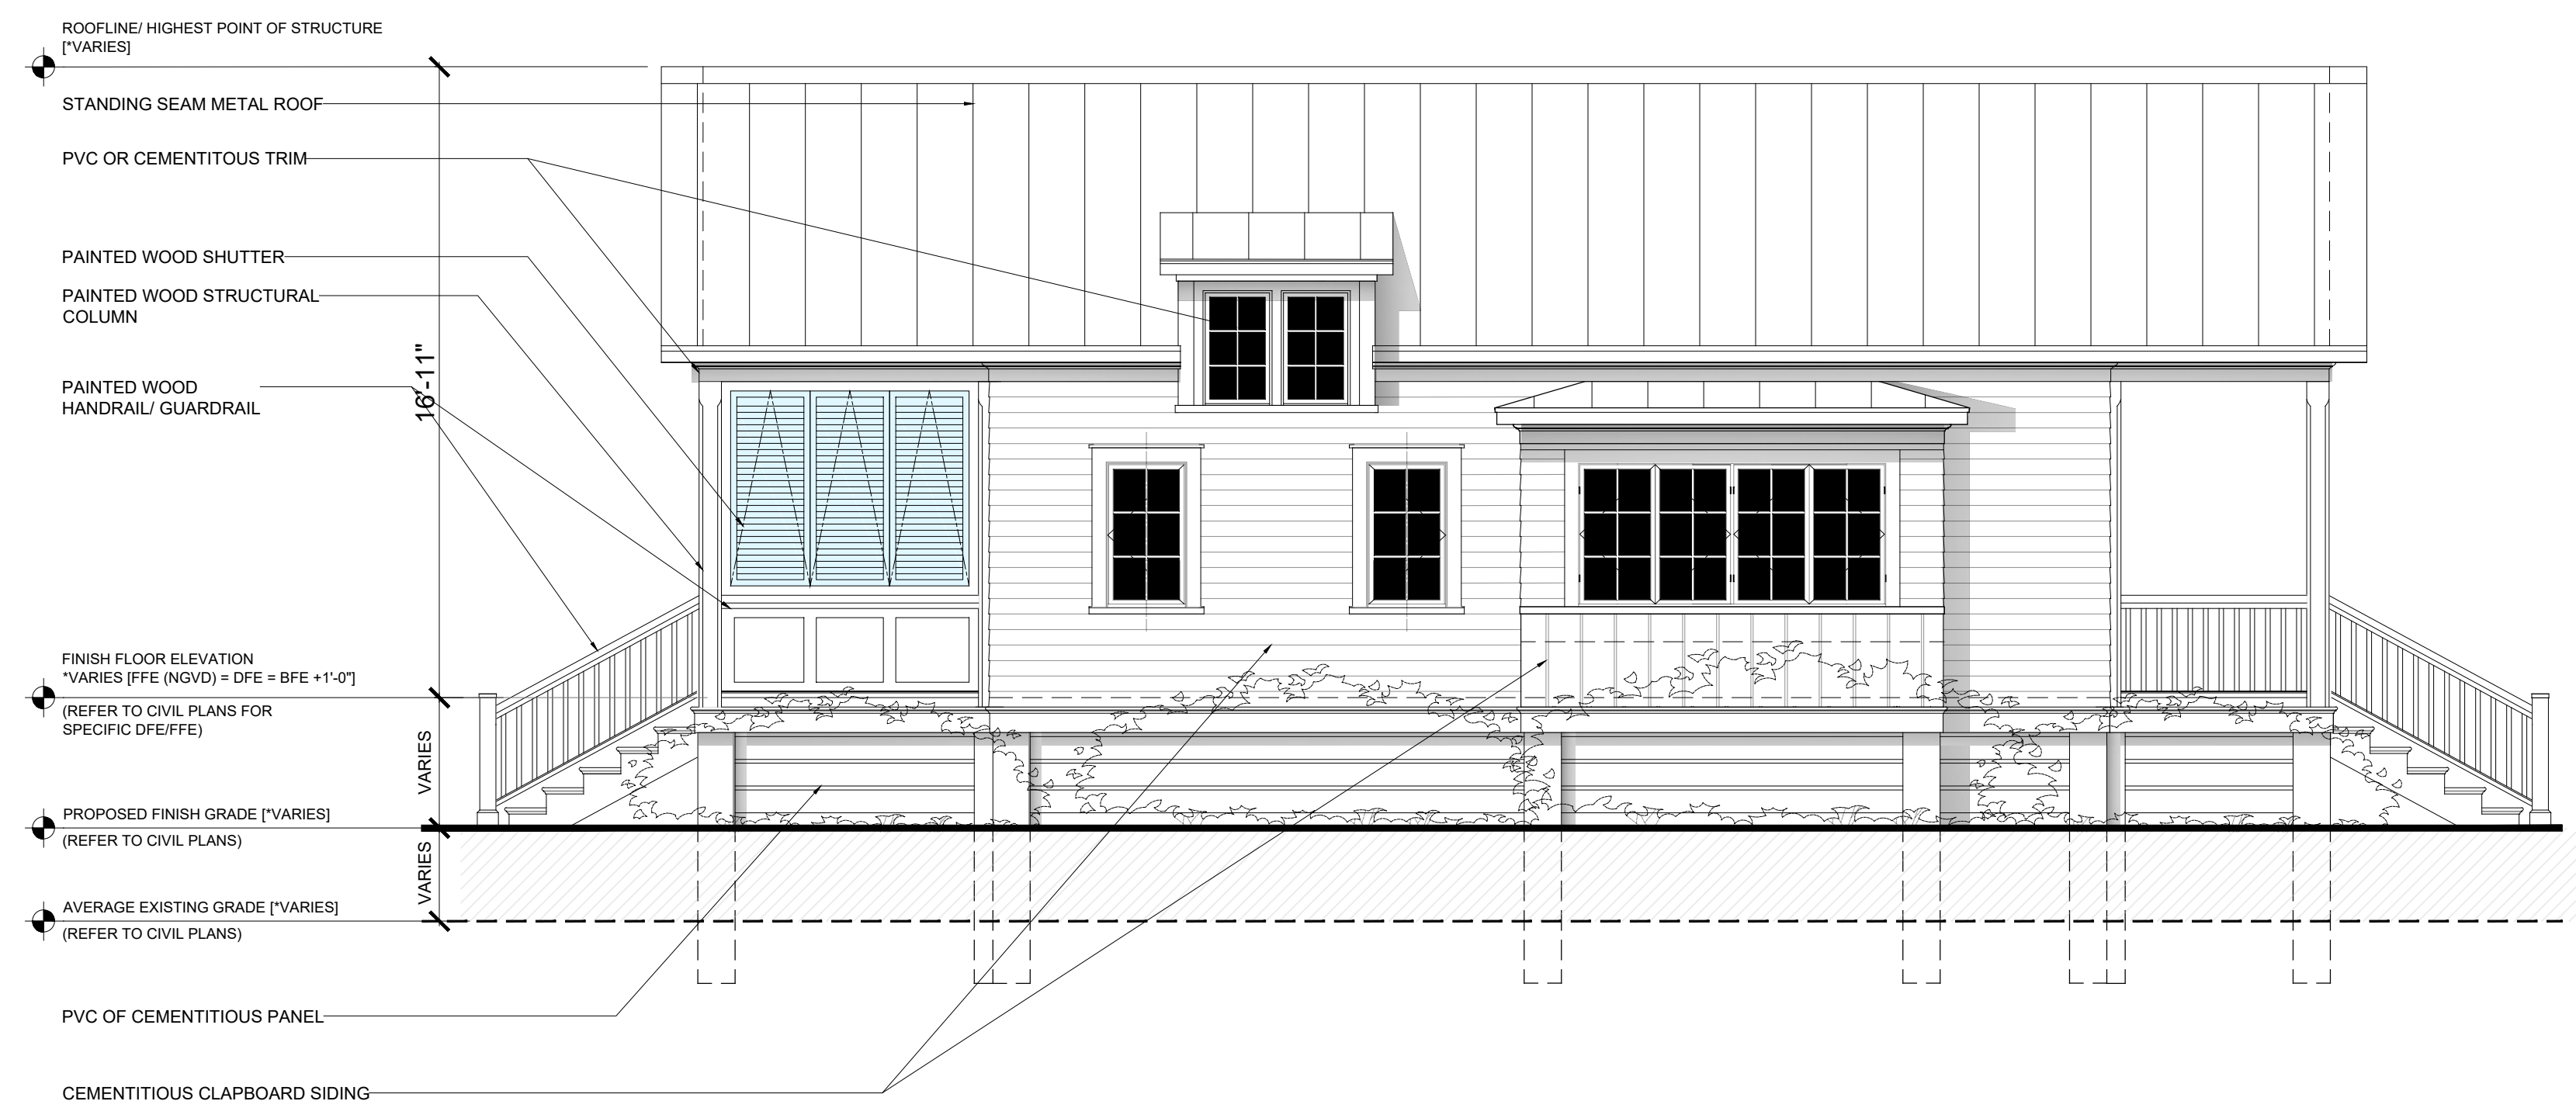 ROOFLINE/ HIGHEST POINT OF STRUCTURE
[*VARIES]
STANDING SEAM METAL ROOF
PVC OR CEMENTITOUS TRIM
PAINTED WOOD SHUTTER
PAINTED WOOD STRUCTURAL
COLUMN
16'-11"
PAINTED WOOD
HANDRAIL/ GUARDRAIL
FINISH FLOOR ELEVATION
*VARIES [FFE (NGVD) = DFE = BFE +1'-0"]
(REFER TO CIVIL PLANS FOR
SPECIFIC DFE/FFE)
VARIES
PROPOSED FINISH GRADE [*VARIES]
(REFER TO CIVIL PLANS)
VARIES
AVERAGE EXISTING GRADE [*VARIES]
(REFER TO CIVIL PLANS)
PVC OF CEMENTITIOUS PANEL
CEMENTITIOUS CLAPBOARD SIDING